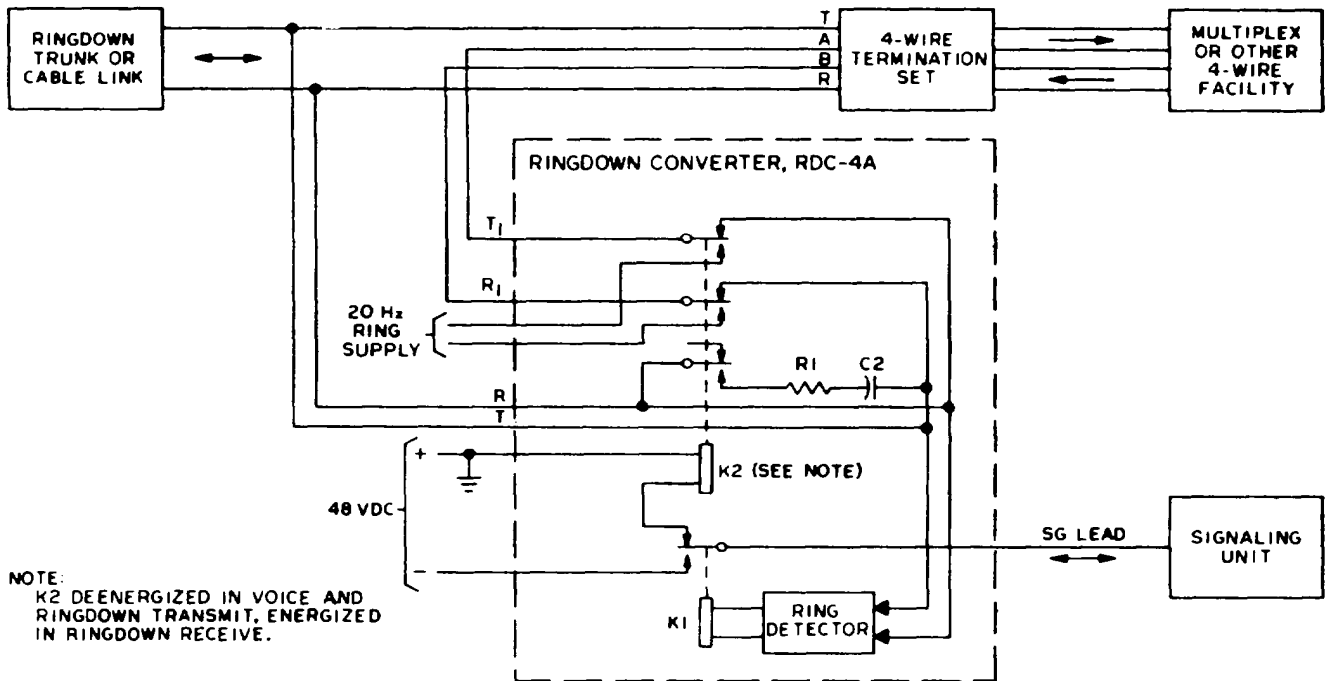 RINGDOWN
TRUNK OR
CABLE LINK
T
A
B
R
4-WIRE
TERMINATION
SET
MULTIPLEX
OR OTHER
4-WIRE
FACILITY
RINGDOWN CONVERTER, RDC-4A
T1
R1
20 Hz
RING
SUPPLY
R1
C2
R
T
+
K2 (SEE NOTE)
48 VDC
-
SG LEAD
SIGNALING
UNIT
NOTE:
K2 DEENERGIZED IN VOICE AND
RINGDOWN TRANSMIT, ENERGIZED
IN RINGDOWN RECEIVE.
K1
RING
DETECTOR